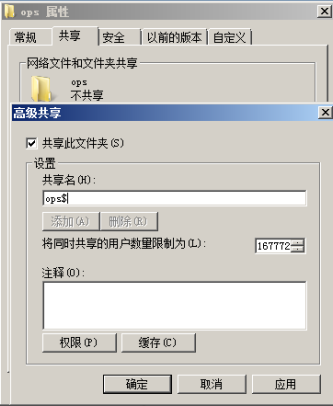 ops 属性
常规 共享 安全 以前的版本 自定义
网络文件和文件夹共享
ops
不共享
高级共享
共享此文件夹(S)
设置
共享名(H):
ops$
添加(A) 删除(R)
将同时共享的用户数量限制为(L): 167772
注释(O):
权限(P) 缓存(C)
确定 取消 应用